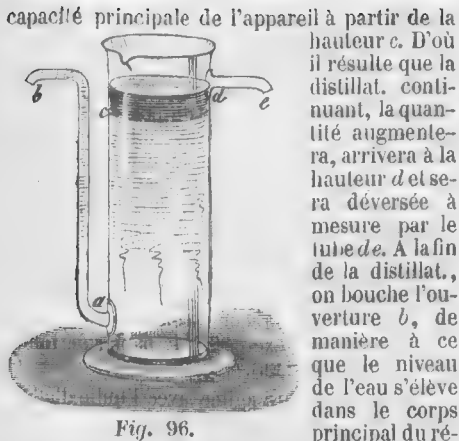 capacité principale de l'appareil à partir de la
hauteur c. D'où
il résulte que la
distillat. conti-
nuant, la quan-
tité augmente-
ra, arrivera à la
hauteur d et se-
ra déversée à
mesure par le
tube de. A la fin
de la distillat.,
on bouche l'ou-
verture b, de
manière à ce
que le niveau
de l'eau s'élève
dans le corps
principal du ré-
b
c
d
e
a
Fig. 96.